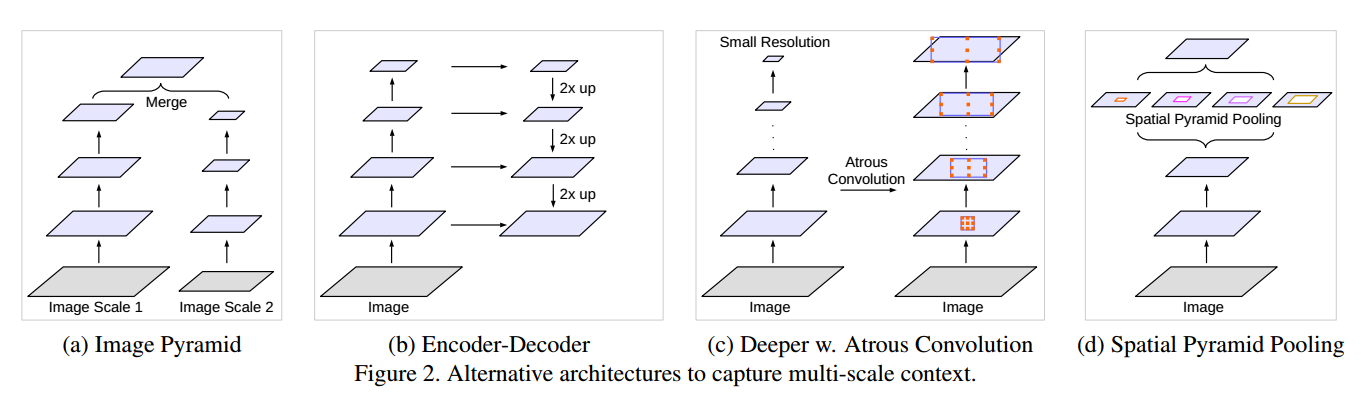 Merge
Image Scale 1
Image Scale 2
(a) Image Pyramid
2x up
2x up
2x up
Image
(b) Encoder-Decoder
Small Resolution
Atrous
Convolution
Image
Image
(c) Deeper w. Atrous Convolution
Spatial Pyramid Pooling
Image
(d) Spatial Pyramid Pooling
Figure 2. Alternative architectures to capture multi-scale context.